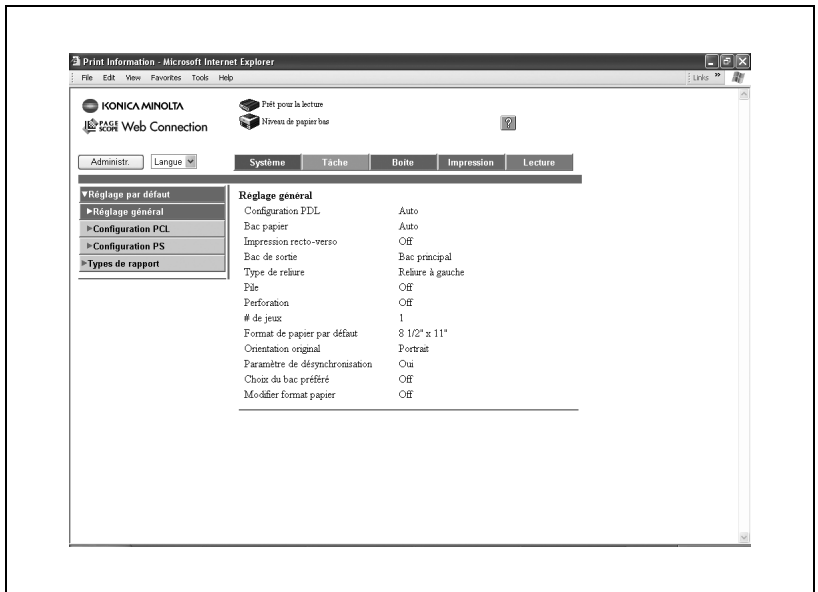 Print Information - Microsoft Internet Explorer
File Edit View Favorites Tools Help
Links »
KONICA MINOLTA
PAGE SCOPE Web Connection
Prêt pour la lecture
Niveau de papier bas
?
Administr.
Langue
Système Tâche Boîte Impression Lecture
▼Réglage par défaut
►Réglage général
►Configuration PCL
►Configuration PS
►Types de rapport
Réglage général
Configuration PDL Auto
Bac papier Auto
Impression recto-verso Off
Bac de sortie Bac principal
Type de reliure Reliure à gauche
Pile Off
Perforation Off
# de jeux 1
Format de papier par défaut 8 1/2" x 11"
Orientation original Portrait
Paramètre de désynchronisation Oui
Choix du bac préféré Off
Modifier format papier Off